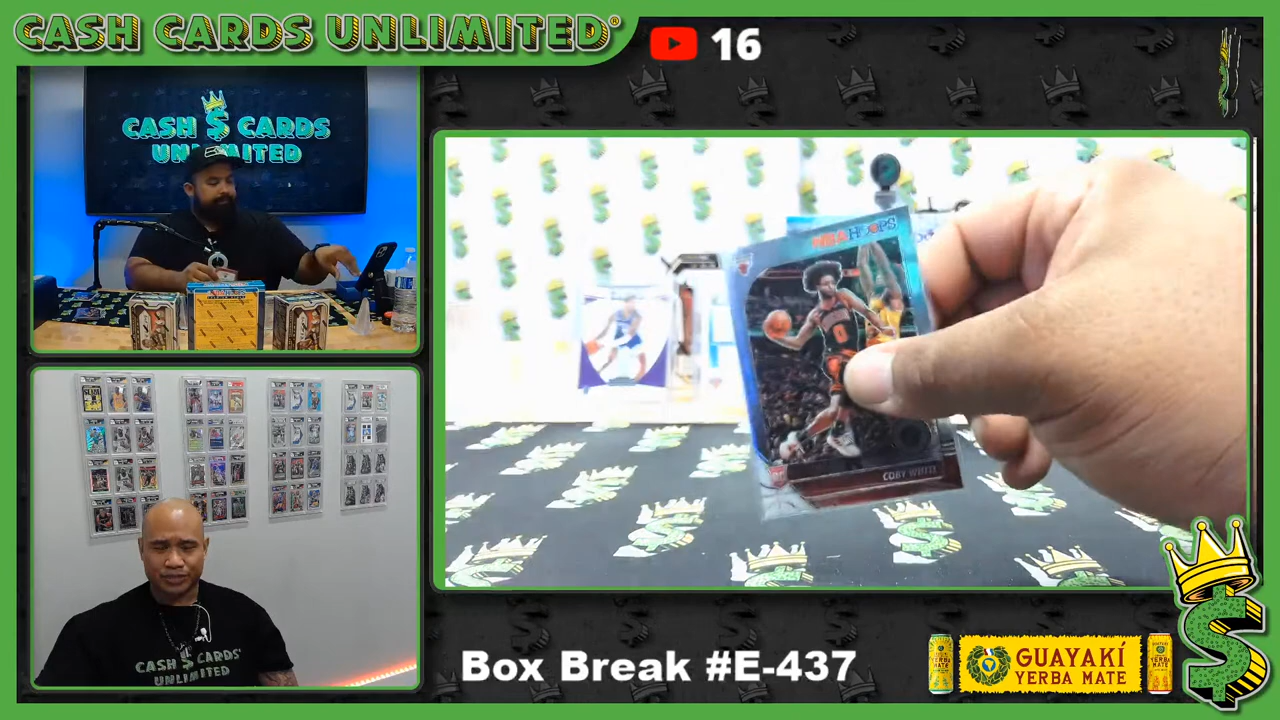 CASH CARDS UNLIMITED®
16
CASH $ CARDS
UNLIMITED
NBA HOOPS
0
COBY WHITE
CASH CARDS
UNLIMITED
Box Break #E-437
GUAYAKÍ
YERBA MATE